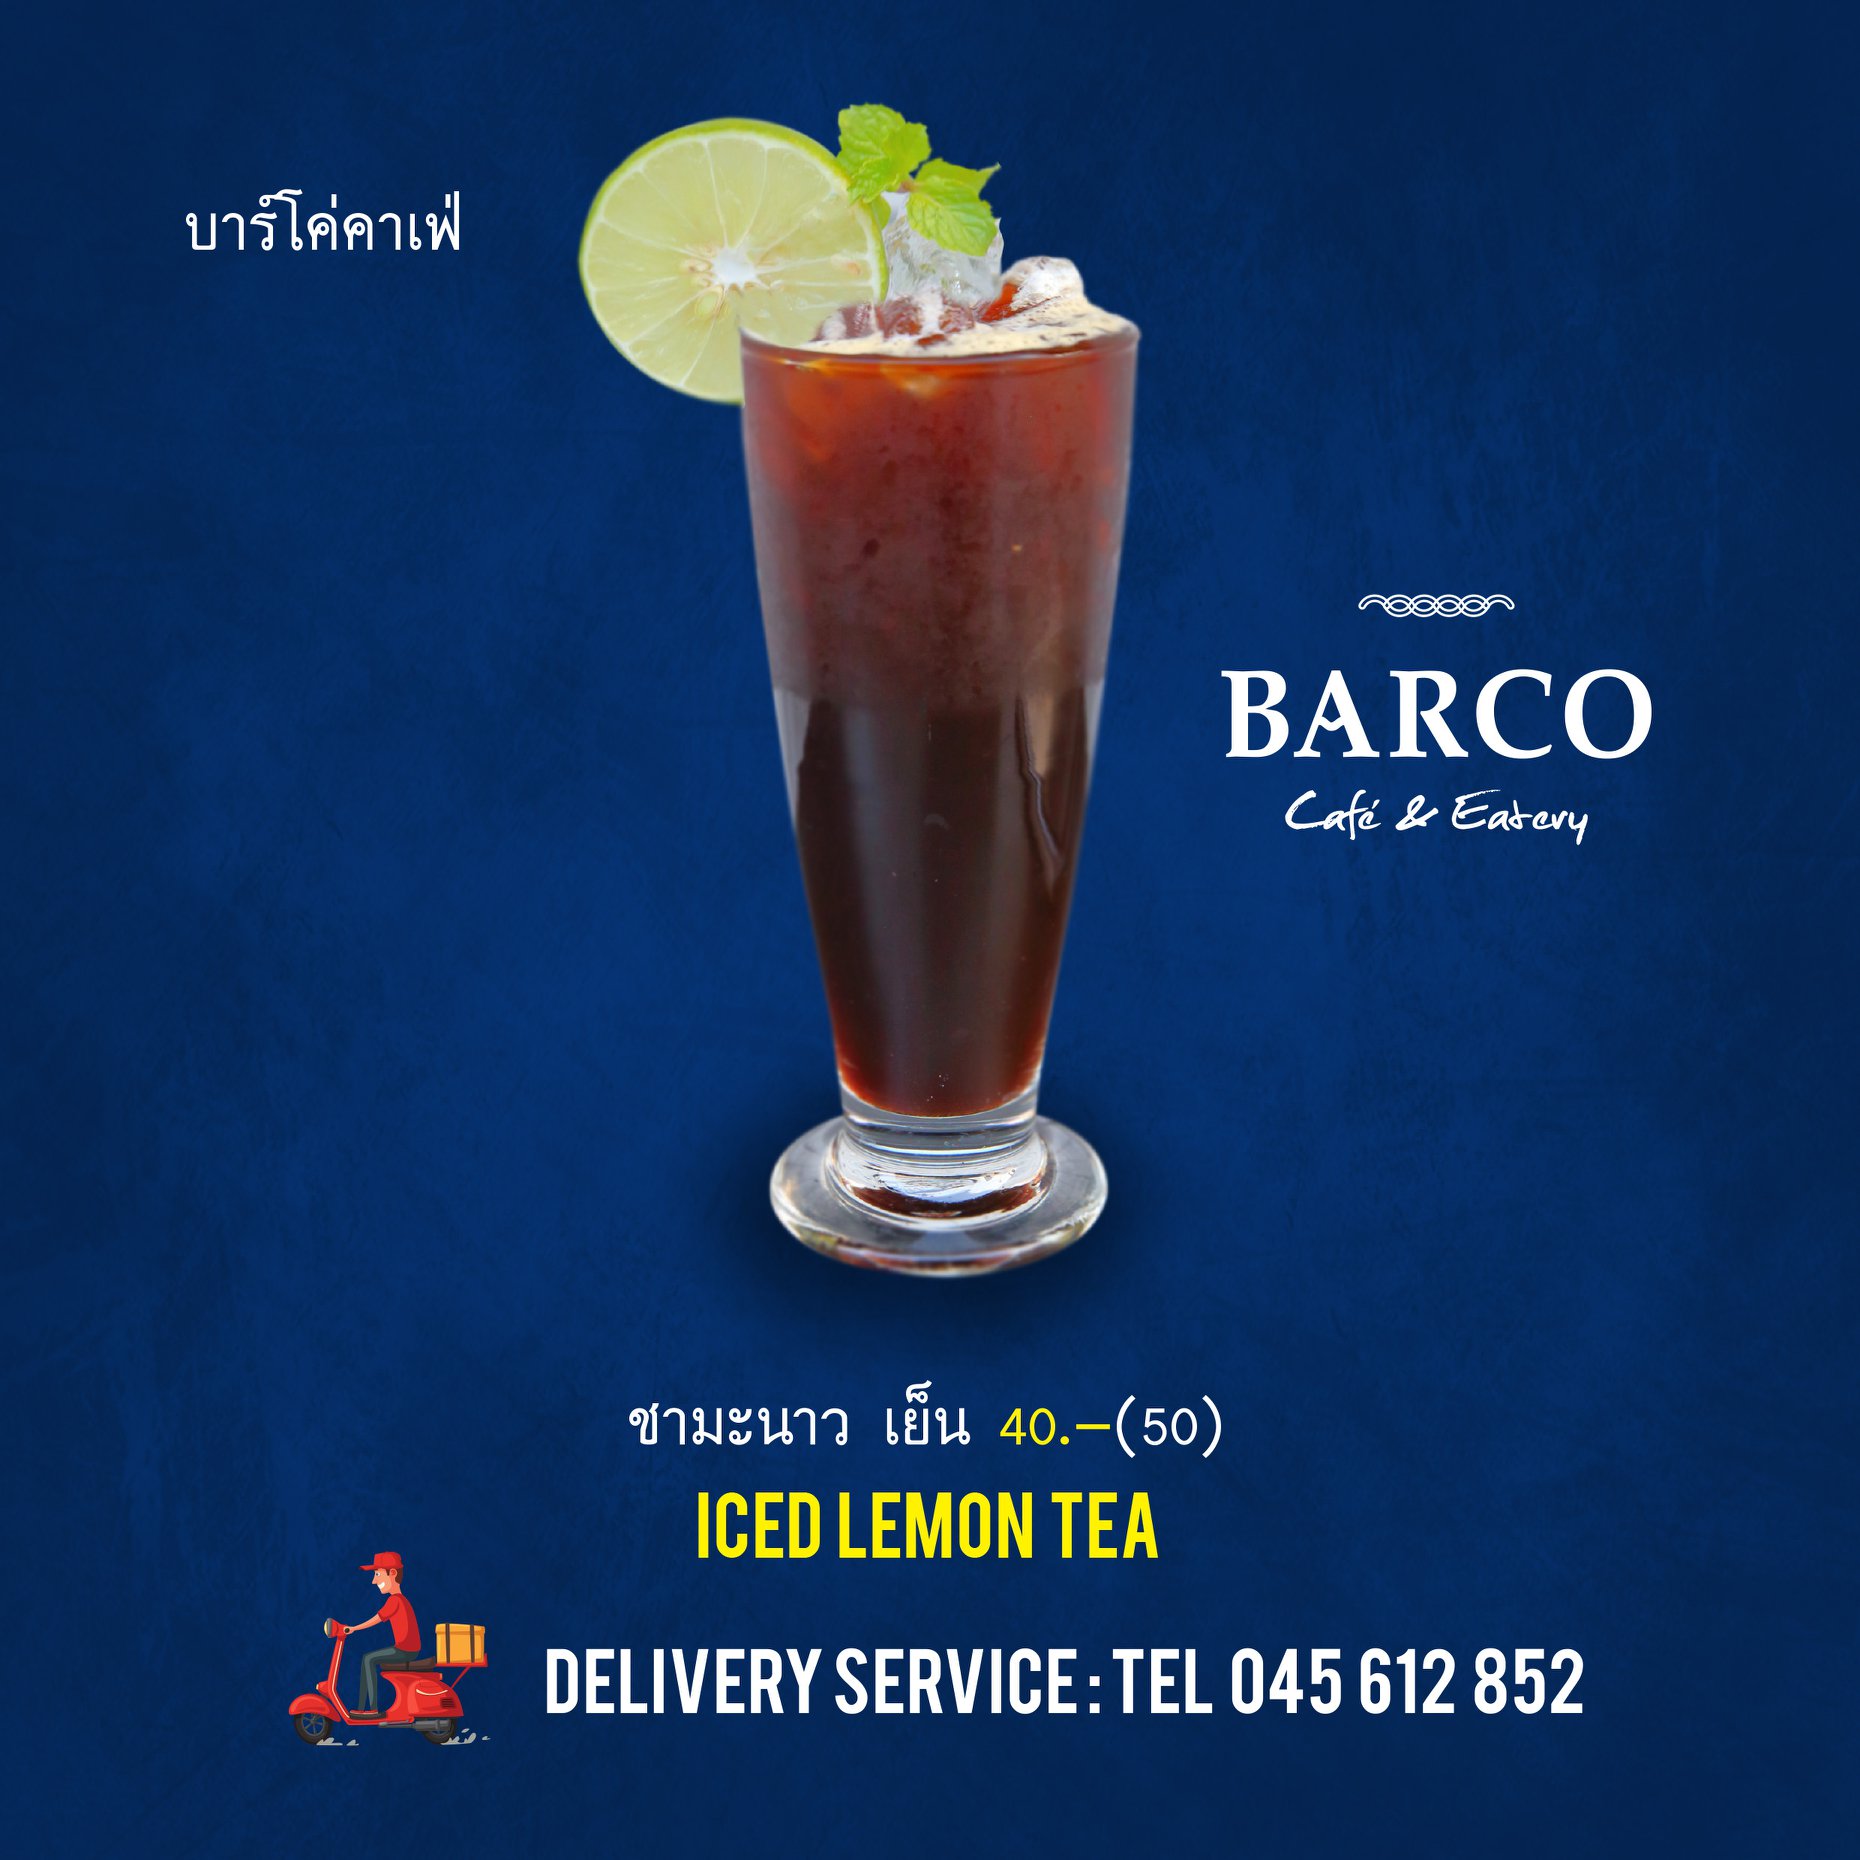 บาร์โค่คาเฟ่
BARCO
Café & Eatery
ชามะนาว เย็น 40.-(50)
ICED LEMON TEA
DELIVERY SERVICE : TEL 045 612 852